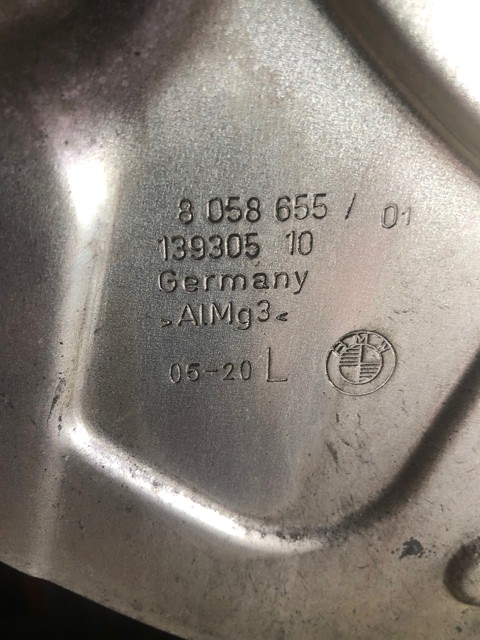 8 058 655 / 01
139305 10
Germany
>AlMg3<
05-20 L
BMW